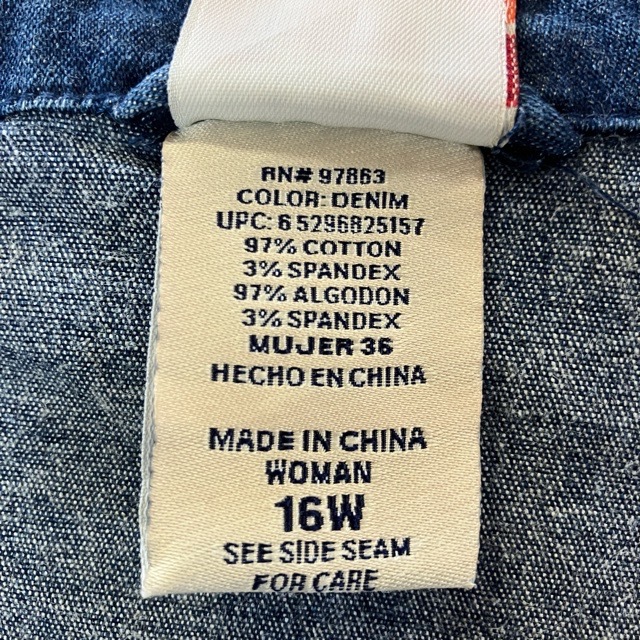 RN# 97863
COLOR: DENIM
UPC: 6 5296825157
97% COTTON
3% SPANDEX
97% ALGODON
3% SPANDEX
MUJER 36
HECHO EN CHINA
MADE IN CHINA
WOMAN
16W
SEE SIDE SEAM
FOR CARE